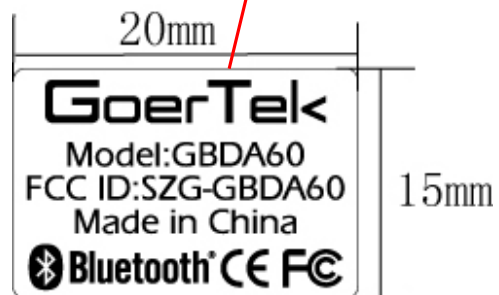 20mm
GoerTek
Model:GBDA60
FCC ID:SZG-GBDA60
Made in China
Bluetooth® CE FC
15mm